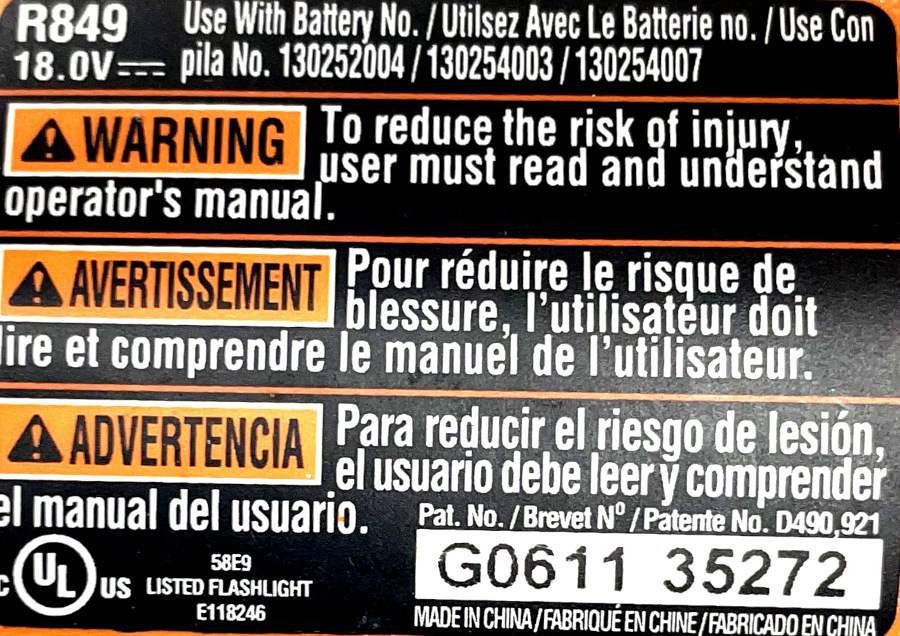 R849 Use With Battery No. / Utilsez Avec Le Batterie no. / Use Con
18.0V⎓ pila No. 130252004 / 130254003 / 130254007
⚠WARNING To reduce the risk of injury,
user must read and understand
operator's manual.
⚠AVERTISSEMENT Pour réduire le risque de
blessure, l'utilisateur doit
lire et comprendre le manuel de l'utilisateur.
⚠ADVERTENCIA Para reducir el riesgo de lesión,
el usuario debe leer y comprender
el manual del usuario.
Pat. No. / Brevet Nº / Patente No. D490,921
G0611 35272
c UL US
58E9
LISTED FLASHLIGHT
E118246
MADE IN CHINA / FABRIQUÉ EN CHINE / FABRICADO EN CHINA